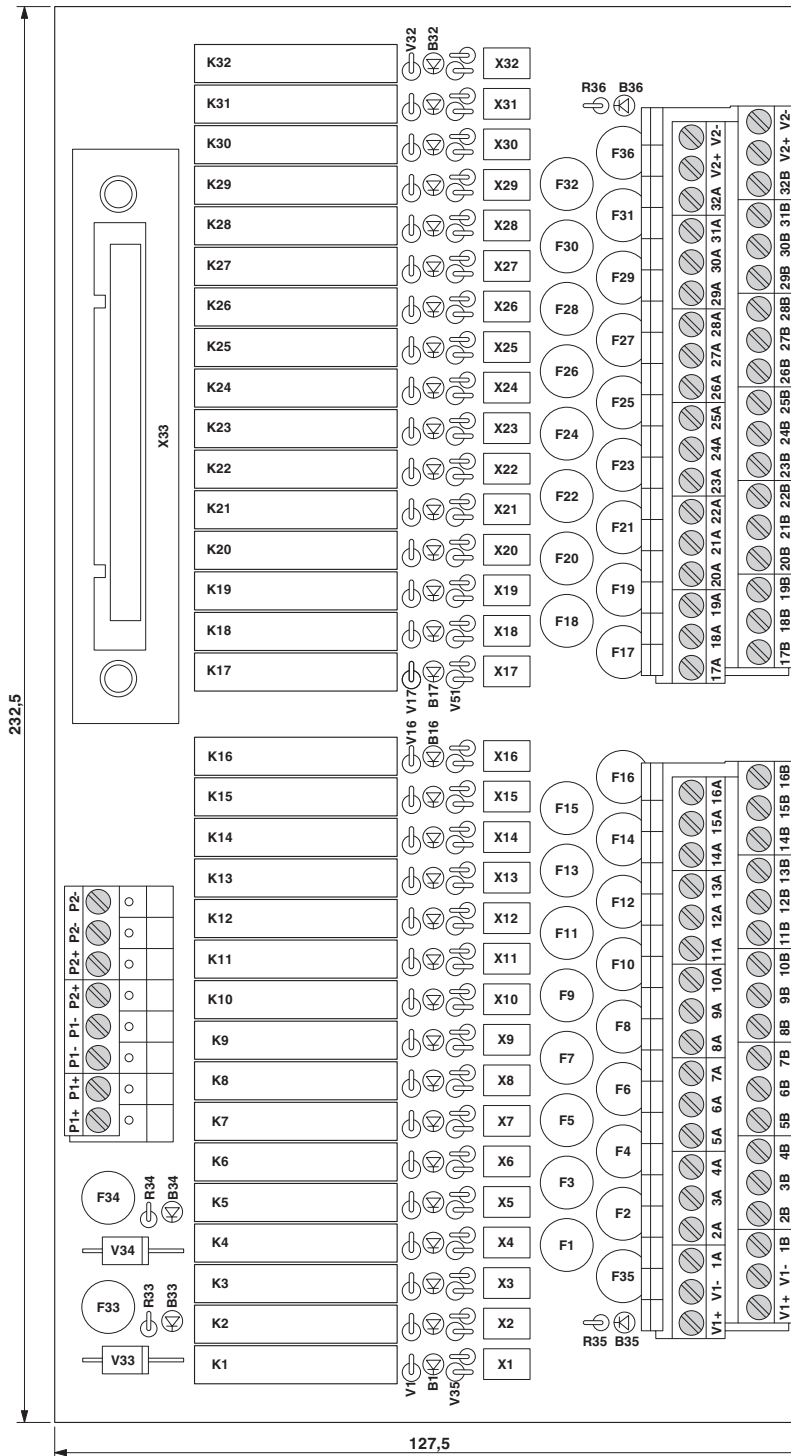 V32 B32
K32 X32
R36 B36
K31 X31
K30 X30
K29 X29
K28 X28
K27 X27
K26 X26
K25 X25
K24 X24
K23 X23
K22 X22
K21 X21
K20 X20
K19 X19
K18 X18
K17 X17
V17 B17 V51
V16 B16
K16 X16
K15 X15
K14 X14
K13 X13
K12 X12
K11 X11
K10 X10
K9 X9
K8 X8
K7 X7
K6 X6
K5 X5
K4 X4
K3 X3
K2 X2
K1 X1
V1 B1 V35
X33
F36
F32
F31
F30
F29
F28
F27
F26
F25
F24
F23
F22
F21
F20
F19
F18
F17
F16
F15
F14
F13
F12
F11
F10
F9
F8
F7
F6
F5
F4
F3
F2
F1
F35
R35 B35
17A 18A 19A 20A 21A 22A 23A 24A 25A 26A 27A 28A 29A 30A 31A 32A V2+ V2-
17B 18B 19B 20B 21B 22B 23B 24B 25B 26B 27B 28B 29B 30B 31B 32B V2+ V2-
V1+ V1- 1A 2A 3A 4A 5A 6A 7A 8A 9A 10A 11A 12A 13A 14A 15A 16A
V1+ V1- 1B 2B 3B 4B 5B 6B 7B 8B 9B 10B 11B 12B 13B 14B 15B 16B
P1+ P1+ P1- P1- P2+ P2+ P2- P2-
F34 R34 B34
V34
F33 R33 B33
V33
232,5
127,5